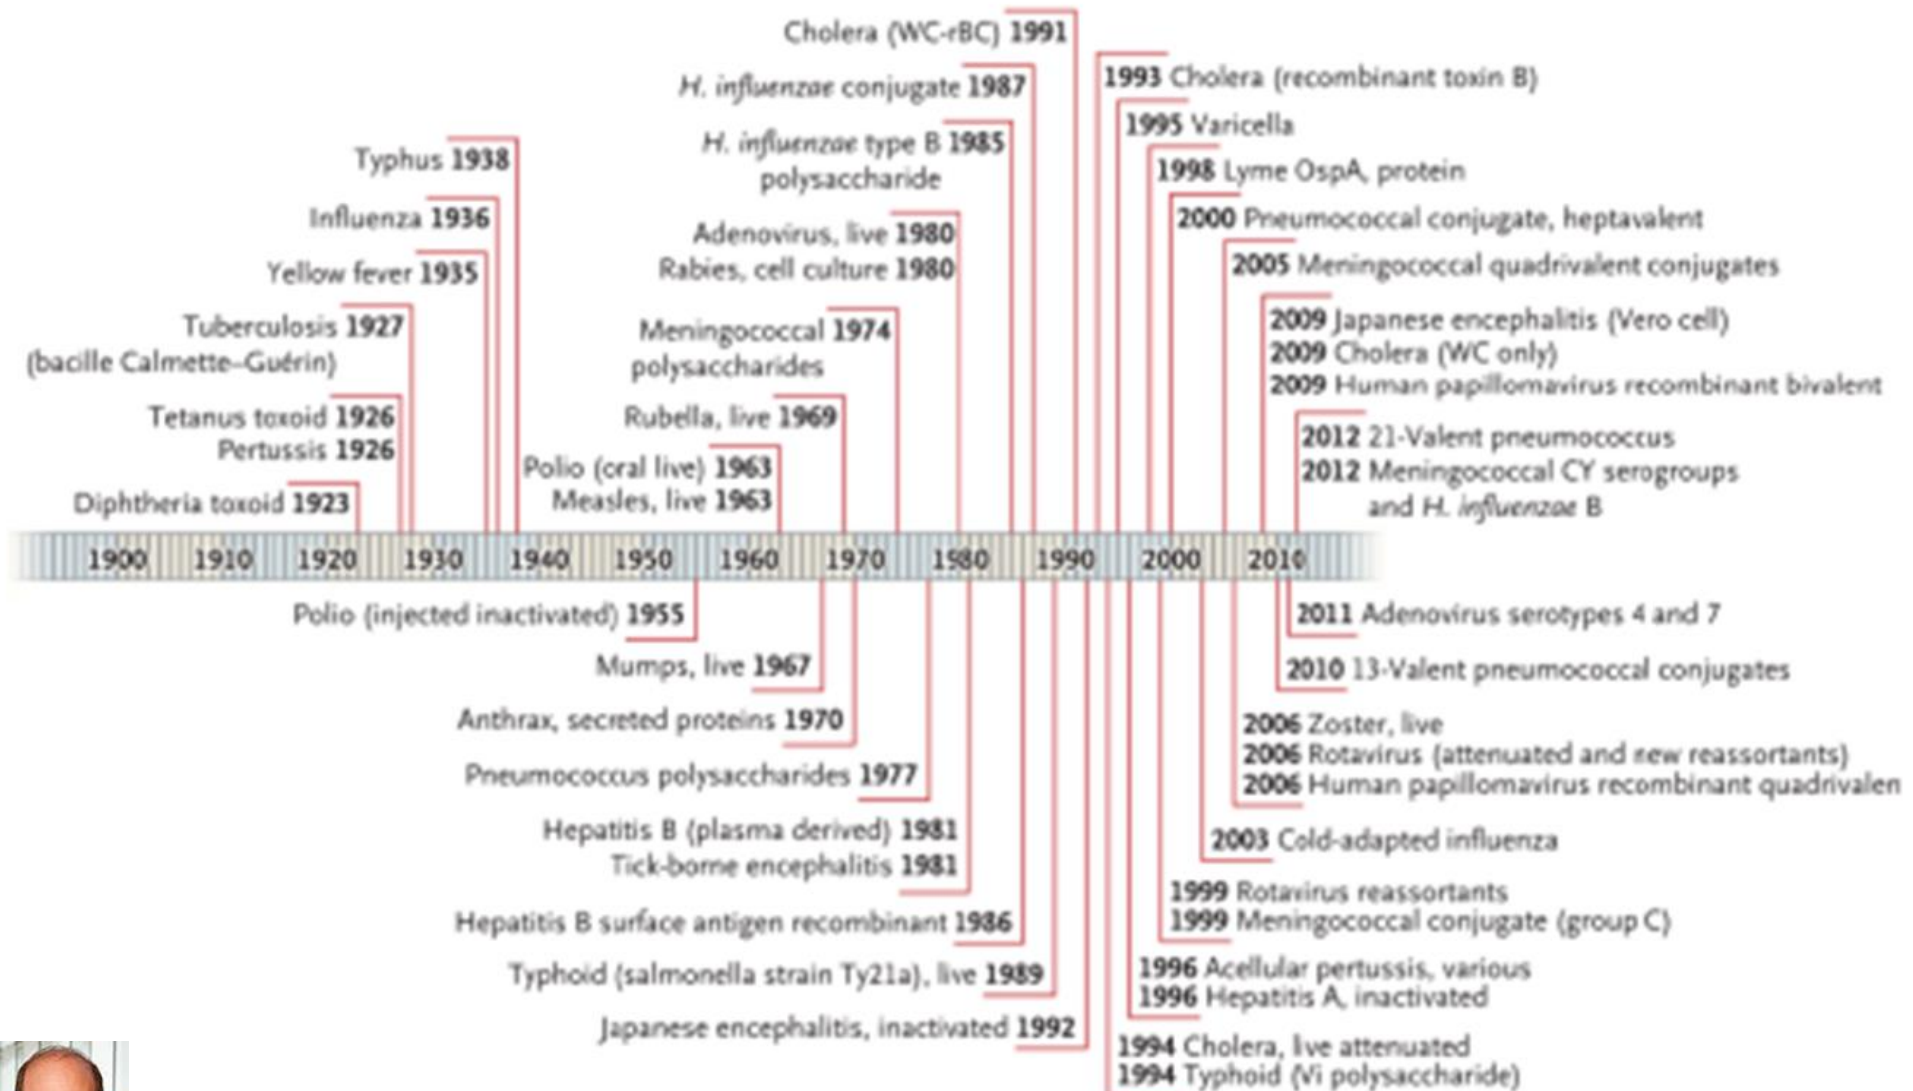 Cholera (WC-rBC) 1991
H. influenzae conjugate 1987
H. influenzae type B 1985
polysaccharide
Typhus 1938
Influenza 1936
Adenovirus, live 1980
Rabies, cell culture 1980
Yellow fever 1935
Tuberculosis 1927
(bacille Calmette–Guérin)
Meningococcal 1974
polysaccharides
Tetanus toxoid 1926
Pertussis 1926
Rubella, live 1969
Polio (oral live) 1963
Measles, live 1963
Diphtheria toxoid 1923
1993 Cholera (recombinant toxin B)
1995 Varicella
1998 Lyme OspA, protein
2000 Pneumococcal conjugate, heptavalent
2005 Meningococcal quadrivalent conjugates
2009 Japanese encephalitis (Vero cell)
2009 Cholera (WC only)
2009 Human papillomavirus recombinant bivalent
2012 21-Valent pneumococcus
2012 Meningococcal CY serogroups
and H. influenzae B
1900 1910 1920 1930 1940 1950 1960 1970 1980 1990 2000 2010
Polio (injected inactivated) 1955
Mumps, live 1967
Anthrax, secreted proteins 1970
Pneumococcus polysaccharides 1977
Hepatitis B (plasma derived) 1981
Tick-borne encephalitis 1981
Hepatitis B surface antigen recombinant 1986
Typhoid (salmonella strain Ty21a), live 1989
Japanese encephalitis, inactivated 1992
2011 Adenovirus serotypes 4 and 7
2010 13-Valent pneumococcal conjugates
2006 Zoster, live
2006 Rotavirus (attenuated and new reassortants)
2006 Human papillomavirus recombinant quadrivalen
2003 Cold-adapted influenza
1999 Rotavirus reassortants
1999 Meningococcal conjugate (group C)
1996 Acellular pertussis, various
1996 Hepatitis A, inactivated
1994 Cholera, live attenuated
1994 Typhoid (Vi polysaccharide)